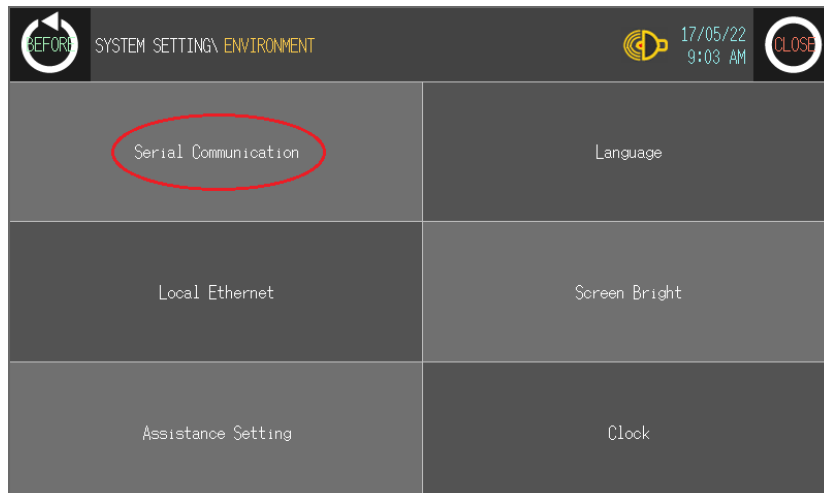 BEFORE
SYSTEM SETTING\ ENVIRONMENT
17/05/22
9:03 AM
CLOSE
Serial Communication
Language
Local Ethernet
Screen Bright
Assistance Setting
Clock